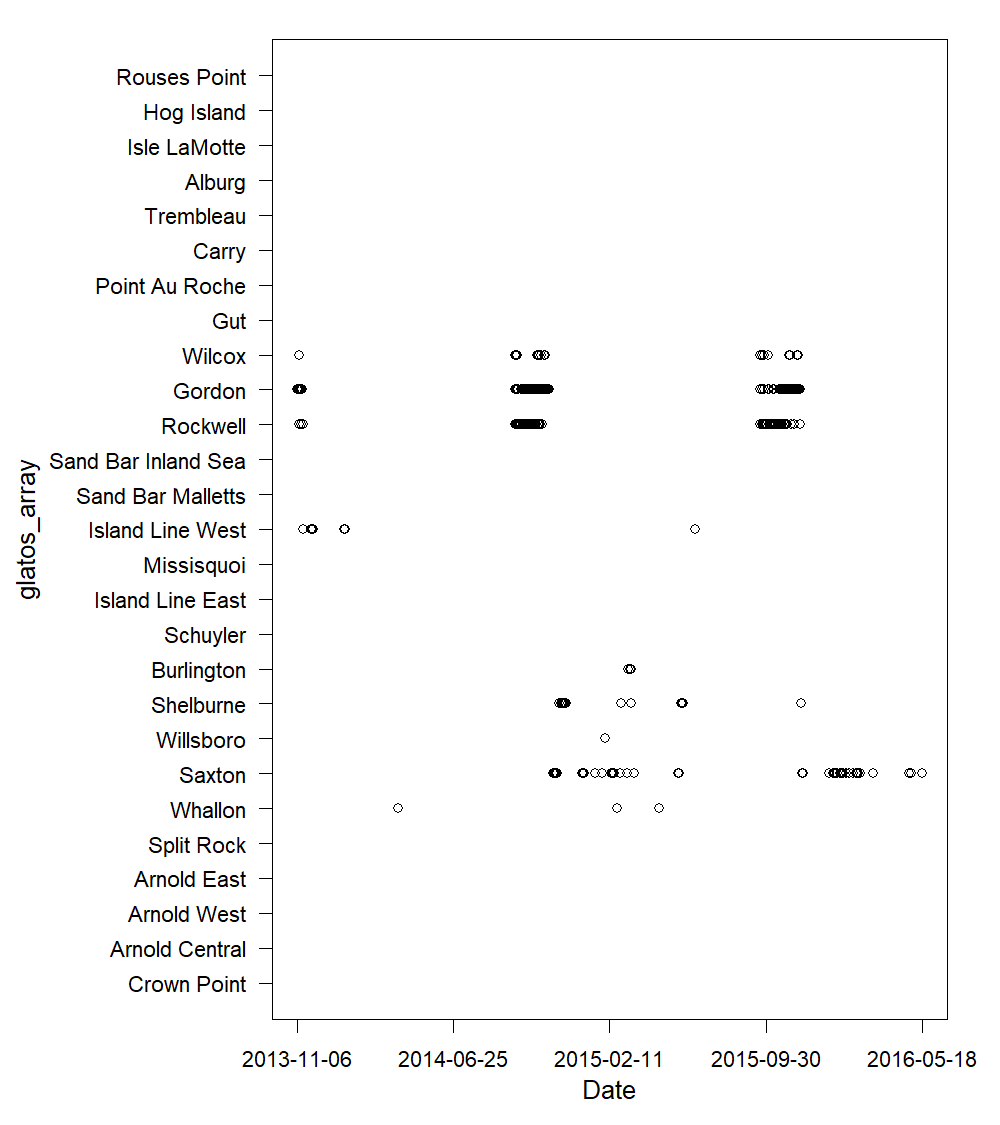 Rouses Point
Hog Island
Isle LaMotte
Alburg
Trembleau
Carry
Point Au Roche
Gut
Wilcox
Gordon
Rockwell
Sand Bar Inland Sea
Sand Bar Malletts
Island Line West
Missisquoi
Island Line East
Schuyler
Burlington
Shelburne
Willsboro
Saxton
Whallon
Split Rock
Arnold East
Arnold West
Arnold Central
Crown Point
glatos_array
2013-11-06 2014-06-25 2015-02-11 2015-09-30 2016-05-18
Date